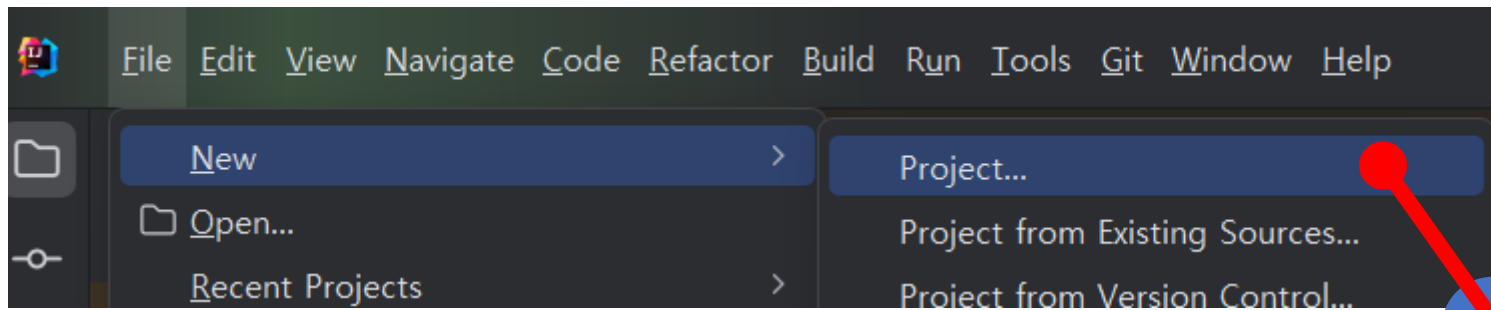 File Edit View Navigate Code Refactor Build Run Tools Git Window Help
New
Project...
Open...
Project from Existing Sources...
Recent Projects
Project from Version Control...